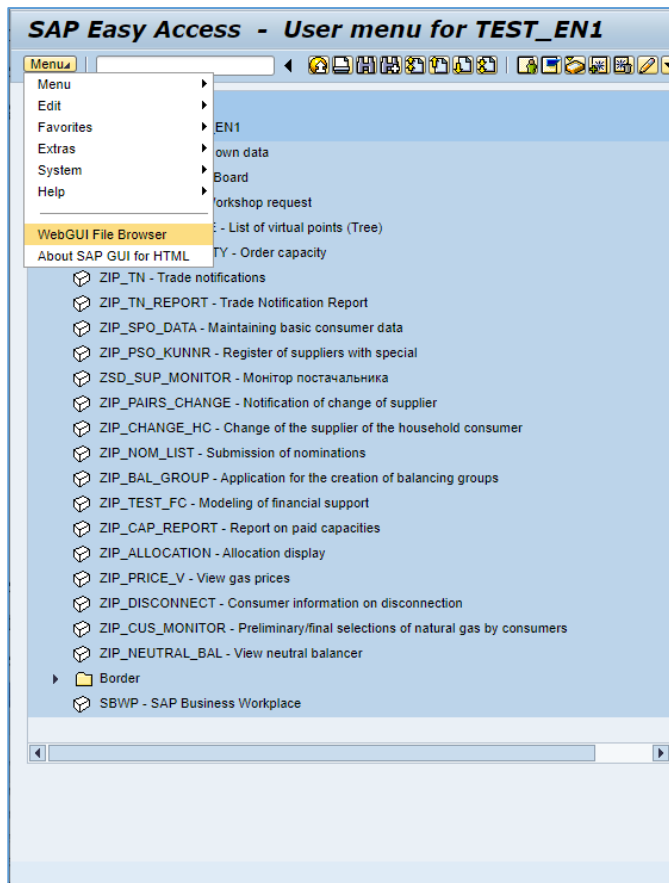 SAP Easy Access - User menu for TEST_EN1
Menu
Menu
Edit
Favorites
_EN1
Extras
own data
System
Board
Help
orkshop request
- List of virtual points (Tree)
WebGUI File Browser
TY - Order capacity
About SAP GUI for HTML
ZIP_TN - Trade notifications
ZIP_TN_REPORT - Trade Notification Report
ZIP_SPO_DATA - Maintaining basic consumer data
ZIP_PSO_KUNNR - Register of suppliers with special
ZSD_SUP_MONITOR - Монітор постачальника
ZIP_PAIRS_CHANGE - Notification of change of supplier
ZIP_CHANGE_HC - Change of the supplier of the household consumer
ZIP_NOM_LIST - Submission of nominations
ZIP_BAL_GROUP - Application for the creation of balancing groups
ZIP_TEST_FC - Modeling of financial support
ZIP_CAP_REPORT - Report on paid capacities
ZIP_ALLOCATION - Allocation display
ZIP_PRICE_V - View gas prices
ZIP_DISCONNECT - Consumer information on disconnection
ZIP_CUS_MONITOR - Preliminary/final selections of natural gas by consumers
ZIP_NEUTRAL_BAL - View neutral balancer
Border
SBWP - SAP Business Workplace